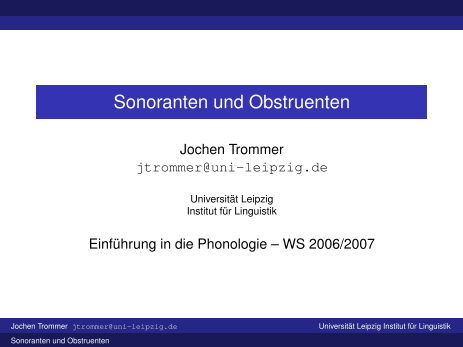 Sonoranten und Obstruenten
Jochen Trommer
jtrommer@uni-leipzig.de
Universität Leipzig
Institut für Linguistik
Einführung in die Phonologie – WS 2006/2007
Jochen Trommer jtrommer@uni-leipzig.de Universität Leipzig Institut für Linguistik
Sonoranten und Obstruenten